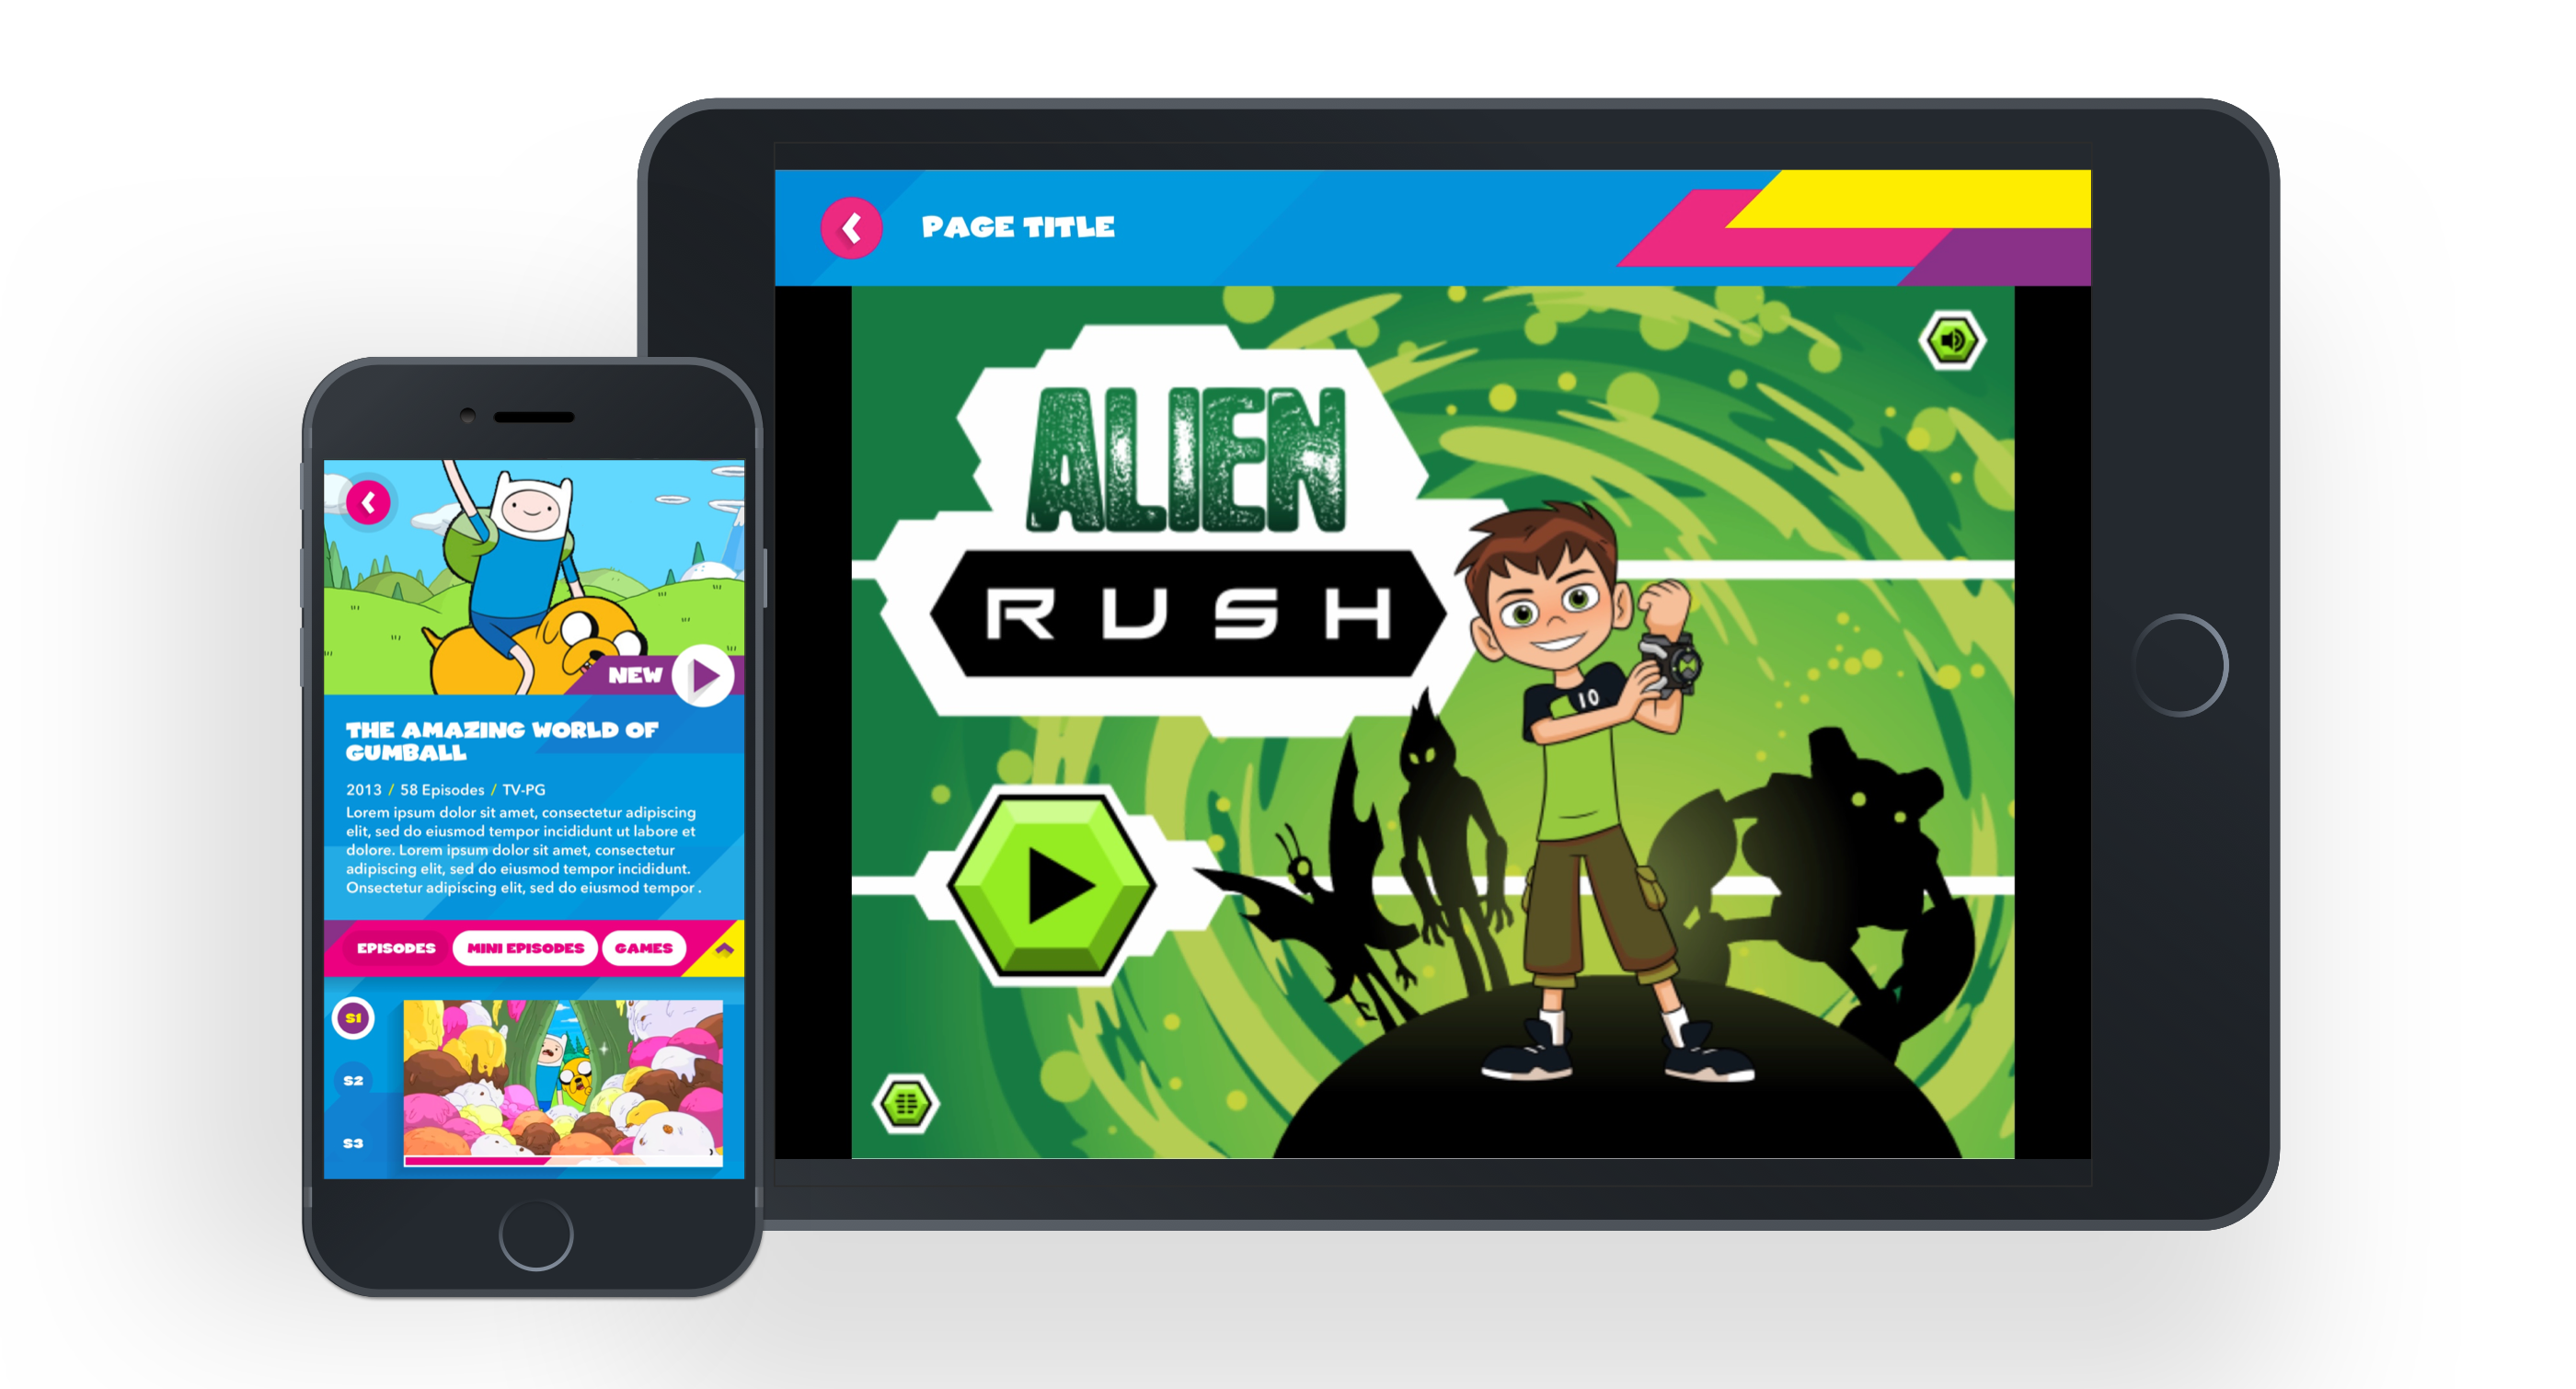 PAGE TITLE
ALIEN
RUSH
10
NEW
THE AMAZING WORLD OF
GUMBALL
2013 / 58 Episodes / TV-PG
Lorem ipsum dolor sit amet, consectetur adipiscing
elit, sed do eiusmod tempor incididunt ut labore et
dolore. Lorem ipsum dolor sit amet, consectetur
adipiscing elit, sed do eiusmod tempor incididunt.
Onsectetur adipiscing elit, sed do eiusmod tempor .
EPISODES MINI EPISODES GAMES
S1
S2
S3